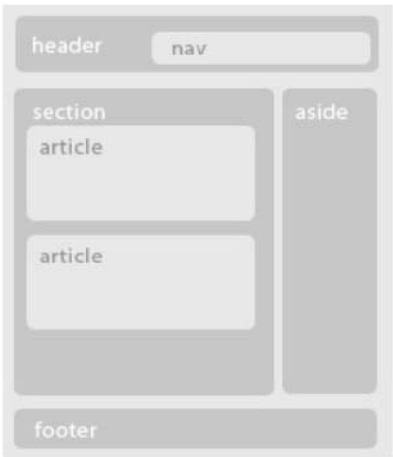 header
nav
section
article
article
aside
footer